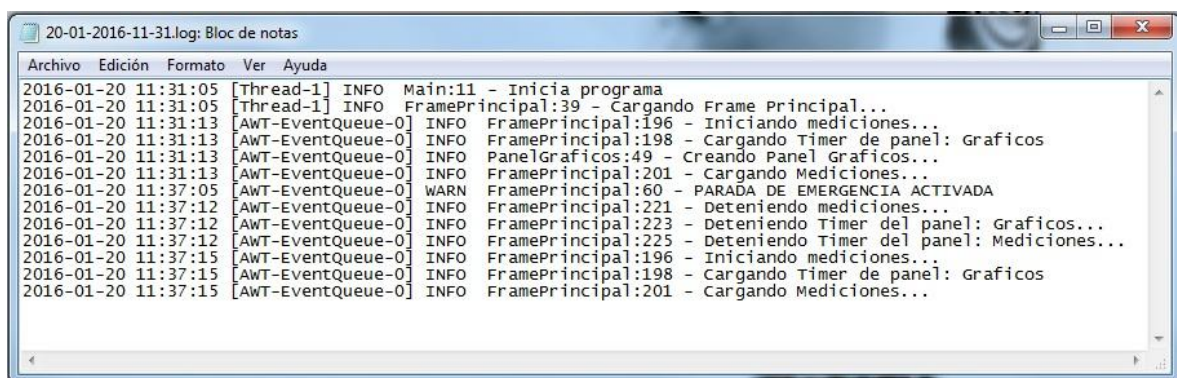 20-01-2016-11-31.log: Bloc de notas
Archivo Edición Formato Ver Ayuda
2016-01-20 11:31:05 [Thread-1] INFO Main:11 - Inicia programa
2016-01-20 11:31:05 [Thread-1] INFO FramePrincipal:39 - Cargando Frame Principal...
2016-01-20 11:31:13 [AWT-EventQueue-0] INFO FramePrincipal:196 - Iniciando mediciones...
2016-01-20 11:31:13 [AWT-EventQueue-0] INFO FramePrincipal:198 - Cargando Timer de panel: Graficos
2016-01-20 11:31:13 [AWT-EventQueue-0] INFO PanelGraficos:49 - Creando Panel Graficos...
2016-01-20 11:31:13 [AWT-EventQueue-0] INFO FramePrincipal:201 - Cargando Mediciones...
2016-01-20 11:37:05 [AWT-EventQueue-0] WARN FramePrincipal:60 - PARADA DE EMERGENCIA ACTIVADA
2016-01-20 11:37:12 [AWT-EventQueue-0] INFO FramePrincipal:221 - Deteniendo mediciones...
2016-01-20 11:37:12 [AWT-EventQueue-0] INFO FramePrincipal:223 - Deteniendo Timer del panel: Graficos...
2016-01-20 11:37:12 [AWT-EventQueue-0] INFO FramePrincipal:225 - Deteniendo Timer del panel: Mediciones...
2016-01-20 11:37:15 [AWT-EventQueue-0] INFO FramePrincipal:196 - Iniciando mediciones...
2016-01-20 11:37:15 [AWT-EventQueue-0] INFO FramePrincipal:198 - Cargando Timer de panel: Graficos
2016-01-20 11:37:15 [AWT-EventQueue-0] INFO FramePrincipal:201 - Cargando Mediciones...